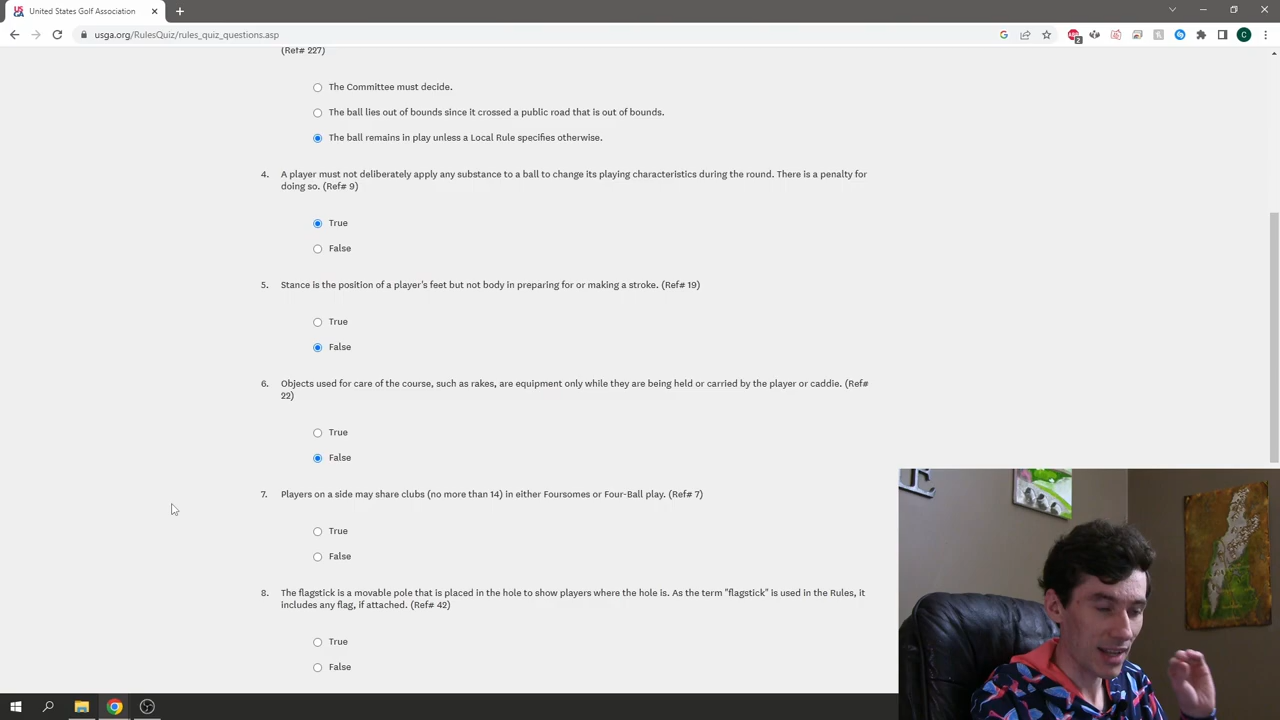 United States Golf Association
usga.org/RulesQuiz/rules_quiz_questions.asp
(Ref# 227)
The Committee must decide.
The ball lies out of bounds since it crossed a public road that is out of bounds.
The ball remains in play unless a Local Rule specifies otherwise.
4. A player must not deliberately apply any substance to a ball to change its playing characteristics during the round. There is a penalty for
doing so. (Ref# 9)
True
False
5. Stance is the position of a player's feet but not body in preparing for or making a stroke. (Ref# 19)
True
False
6. Objects used for care of the course, such as rakes, are equipment only while they are being held or carried by the player or caddie. (Ref#
22)
True
False
7. Players on a side may share clubs (no more than 14) in either Foursomes or Four-Ball play. (Ref# 7)
True
False
8. The flagstick is a movable pole that is placed in the hole to show players where the hole is. As the term "flagstick" is used in the Rules, it
includes any flag, if attached. (Ref# 42)
True
False